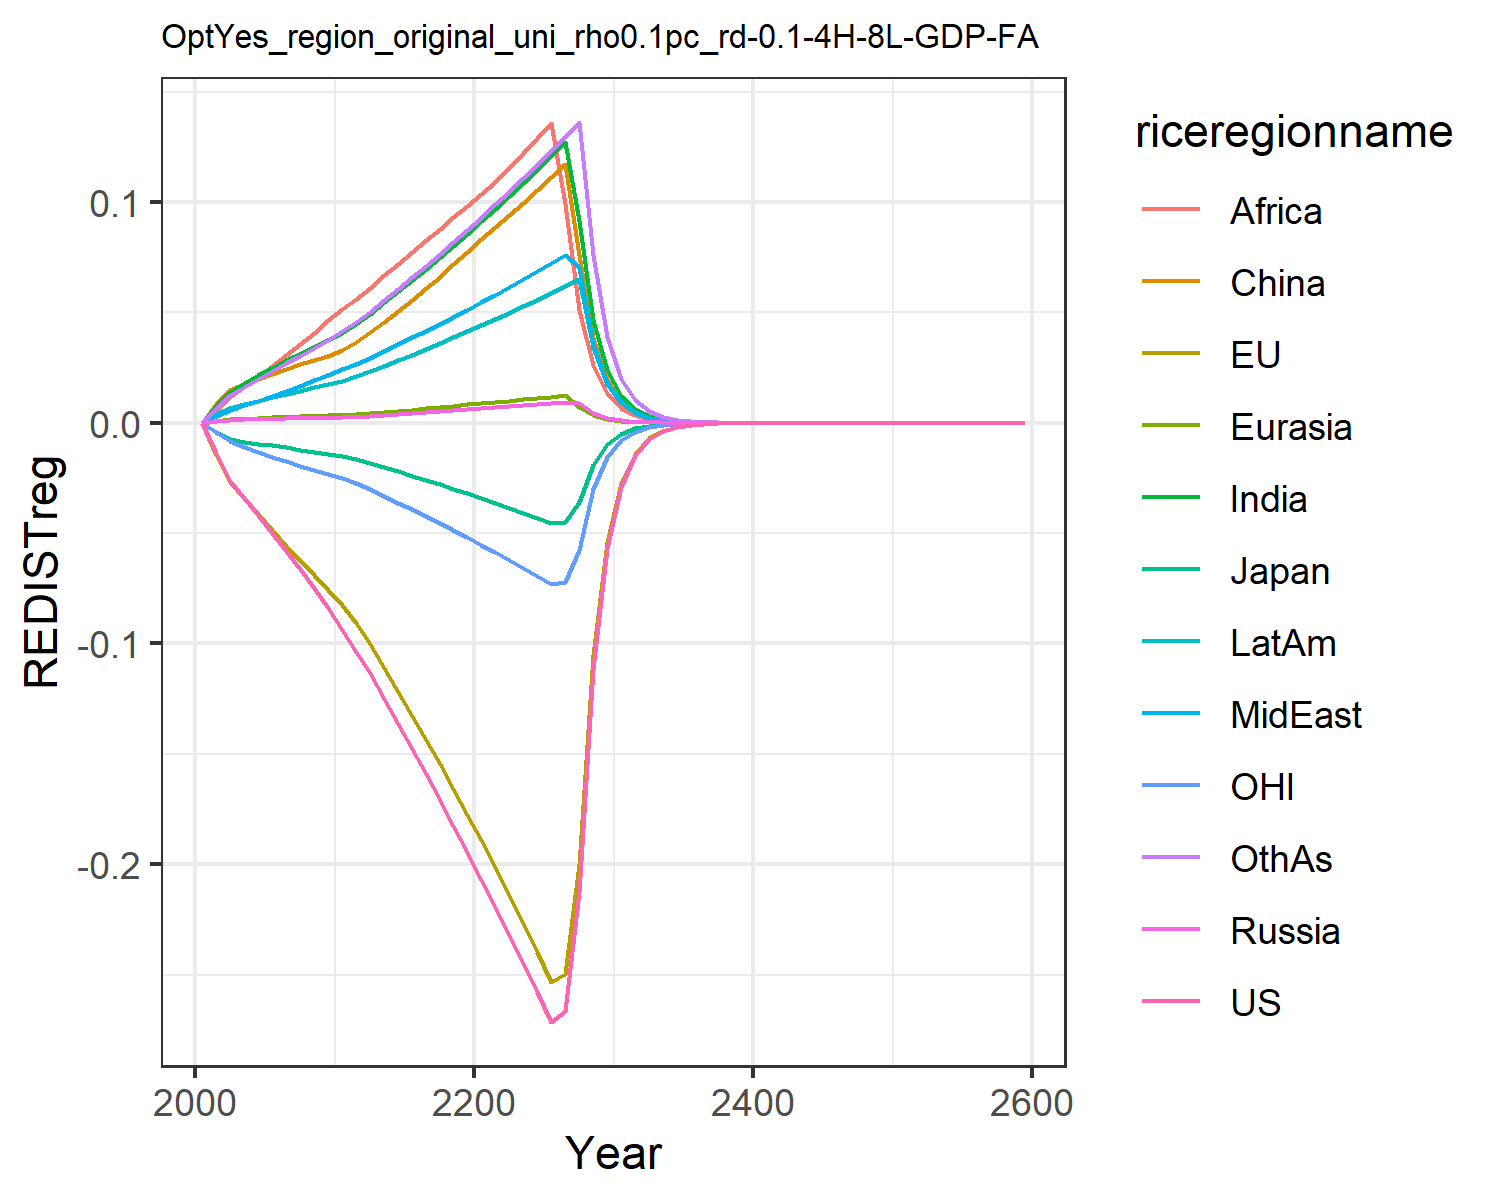 OptYes_region_original_uni_rho0.1pc_rd-0.1-4H-8L-GDP-FA
0.1
0.0
-0.1
-0.2
REDISTreg
2000 2200 2400 2600
Year
riceregionname
Africa
China
EU
Eurasia
India
Japan
LatAm
MidEast
OHI
OthAs
Russia
US